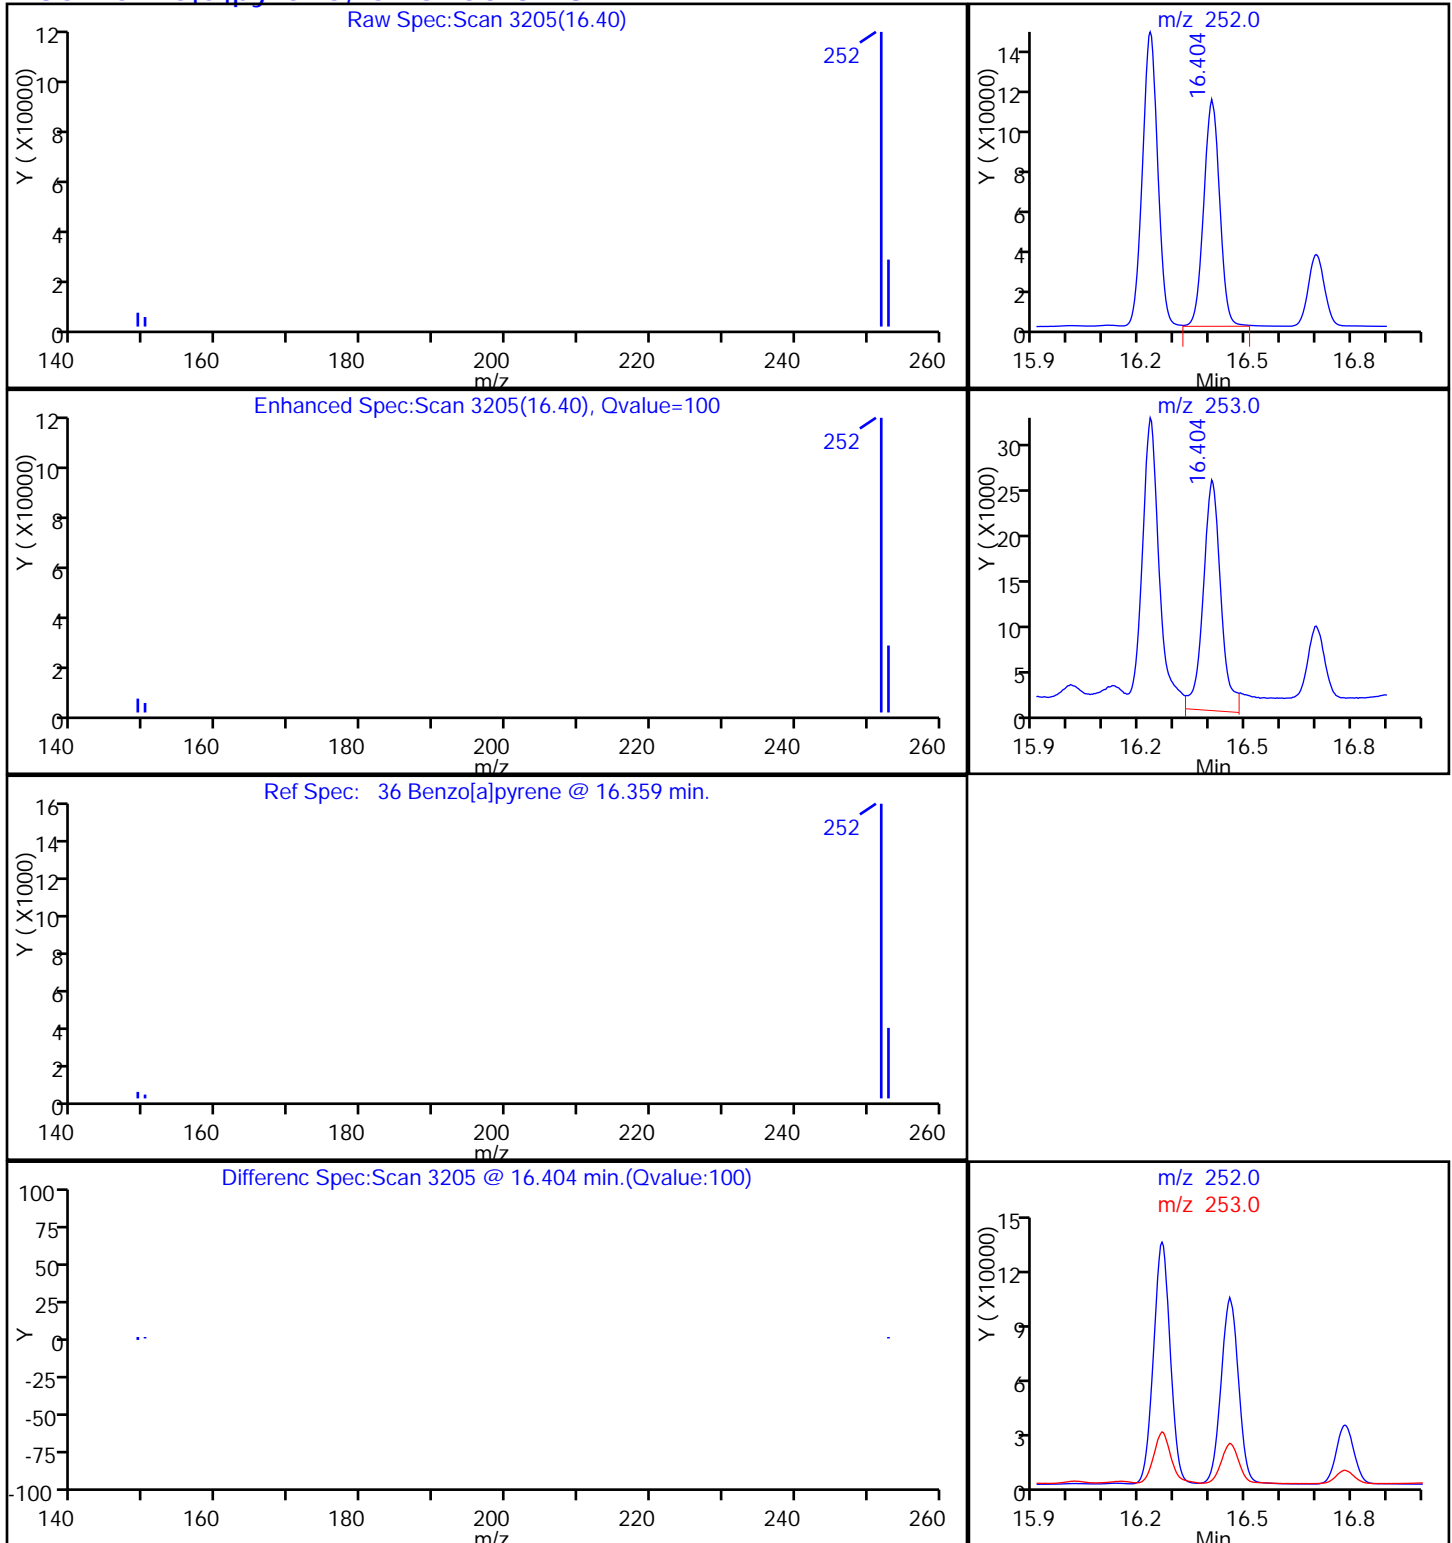 Raw Spec:Scan 3205(16.40)
252
Y ( X10000)
12
10
8
6
4
2
0
140 160 180 200 220 240 260
m/z
m/z 252.0
16.404
Y ( X10000)
14
12
10
8
6
4
2
0
15.9 16.2 16.5 16.8
Min
Enhanced Spec:Scan 3205(16.40), Qvalue=100
252
Y ( X10000)
12
10
8
6
4
2
0
140 160 180 200 220 240 260
m/z
m/z 253.0
16.404
Y ( X1000)
30
25
20
15
10
5
0
15.9 16.2 16.5 16.8
Min
Ref Spec: 36 Benzo[a]pyrene @ 16.359 min.
252
Y ( X1000)
16
14
12
10
8
6
4
2
0
140 160 180 200 220 240 260
m/z
Differenc Spec:Scan 3205 @ 16.404 min.(Qvalue:100)
Y
100
75
50
25
0
-25
-50
-75
-100
140 160 180 200 220 240 260
m/z
m/z 252.0
m/z 253.0
Y ( X10000)
15
12
9
6
3
0
15.9 16.2 16.5 16.8
Min